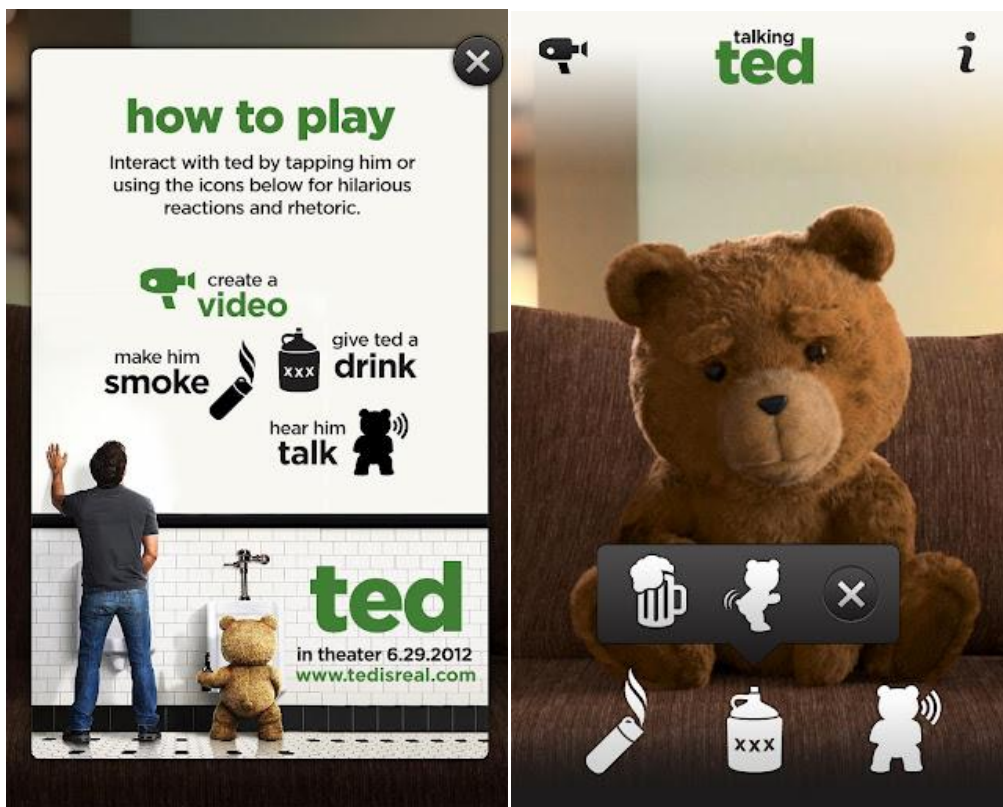 how to play
Interact with ted by tapping him or
using the icons below for hilarious
reactions and rhetoric.
create a
video
make him
smoke
xxx
give ted a
drink
hear him
talk
ted
in theater 6.29.2012
www.tedisreal.com
talking
ted
i
xxx